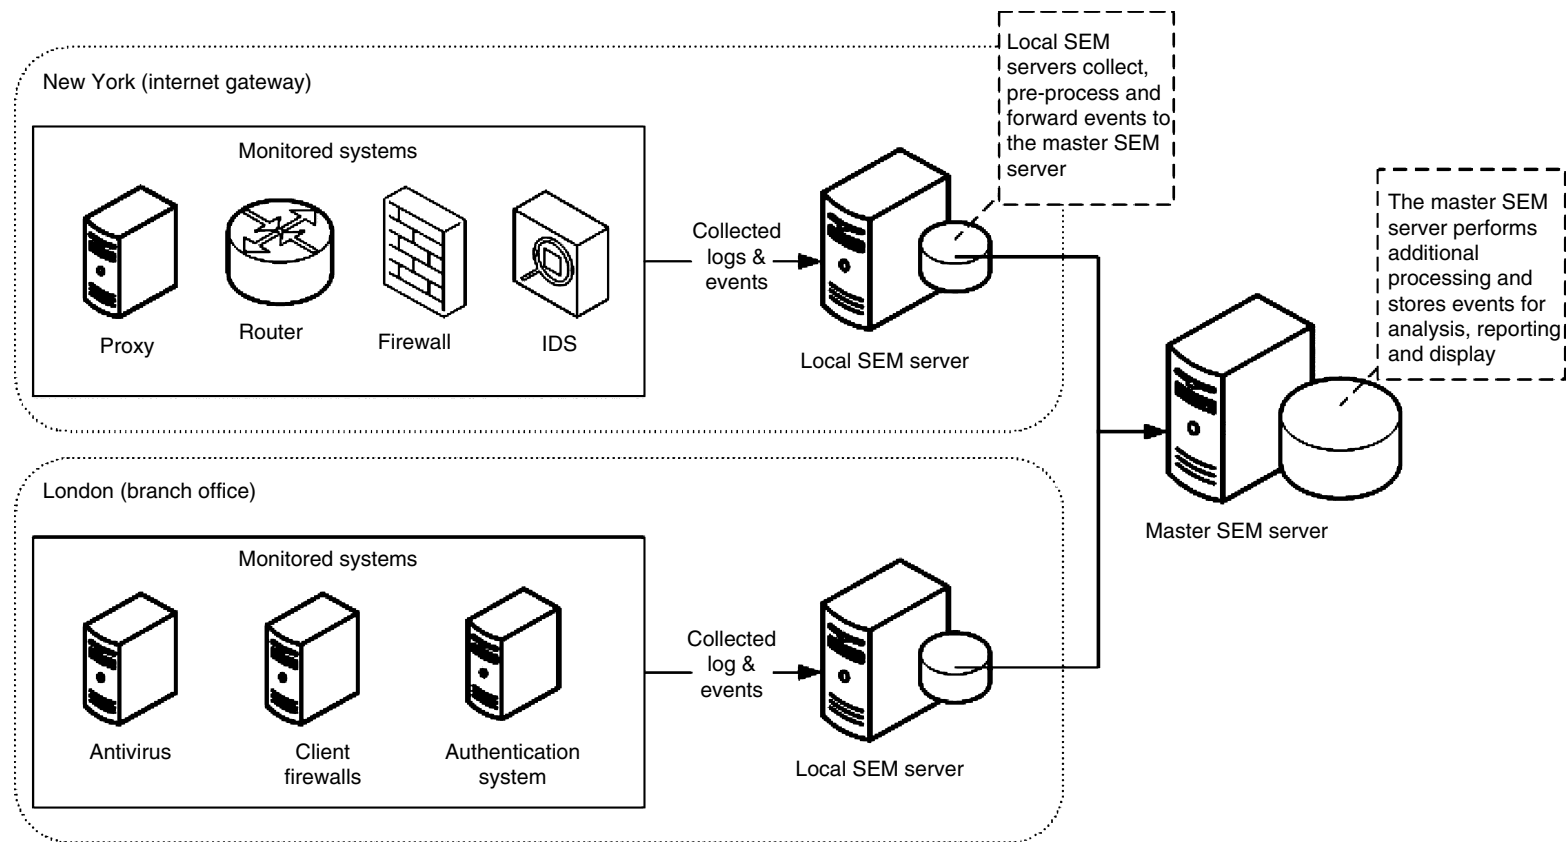 New York (internet gateway)
Monitored systems
Proxy
Router
Firewall
IDS
Collected
logs &
events
Local SEM server
Local SEM
servers collect,
pre-process and
forward events to
the master SEM
server
The master SEM
server performs
additional
processing and
stores events for
analysis, reporting
and display
Master SEM server
London (branch office)
Monitored systems
Antivirus
Client
firewalls
Authentication
system
Collected
log &
events
Local SEM server